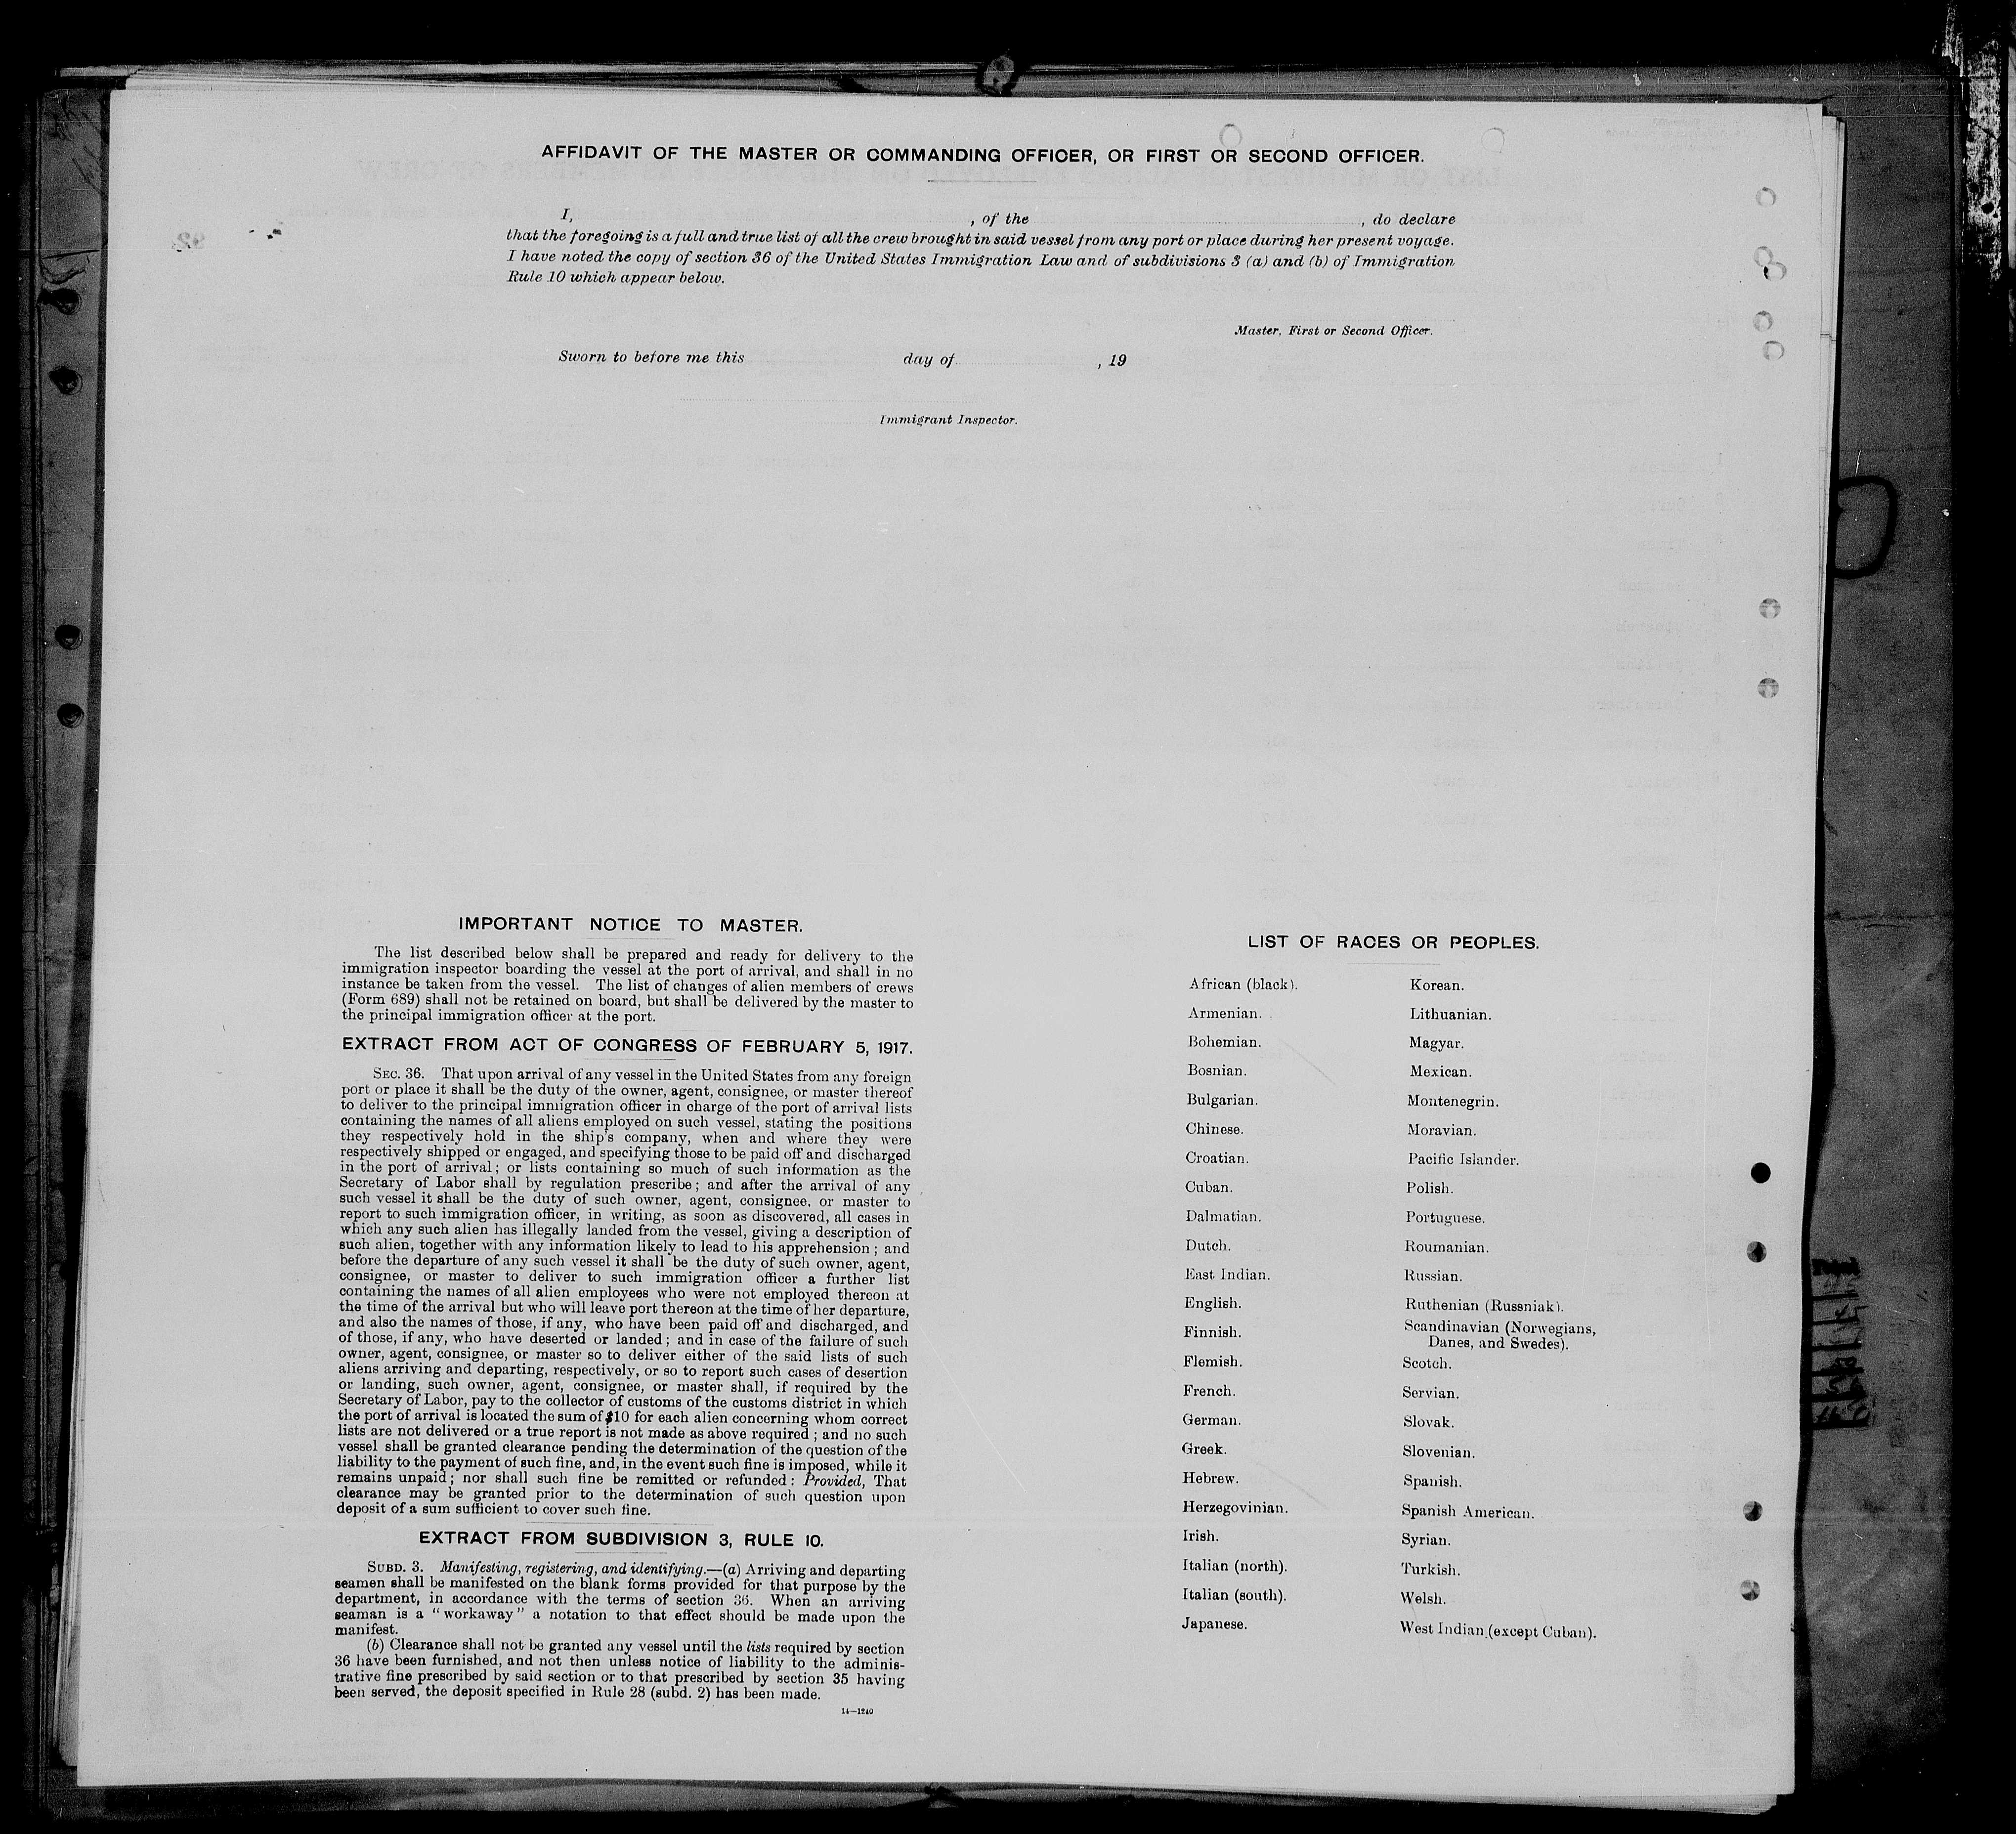 AFFIDAVIT OF THE MASTER OR COMMANDING OFFICER, OR FIRST OR SECOND OFFICER.
I, , of the , do declare
that the foregoing is a full and true list of all the crew brought in said vessel from any port or place during her present voyage.
I have noted the copy of section 36 of the United States Immigration Law and of subdivisions 3 (a) and (b) of Immigration
Rule 10 which appear below.
Master, First or Second Officer.
Sworn to before me this day of , 19
Immigrant Inspector.
IMPORTANT NOTICE TO MASTER.
The list described below shall be prepared and ready for delivery to the
immigration inspector boarding the vessel at the port of arrival, and shall in no
instance be taken from the vessel. The list of changes of alien members of crews
(Form 689) shall not be retained on board, but shall be delivered by the master to
the principal immigration officer at the port.
EXTRACT FROM ACT OF CONGRESS OF FEBRUARY 5, 1917.
SEC. 36. That upon arrival of any vessel in the United States from any foreign
port or place it shall be the duty of the owner, agent, consignee, or master thereof
to deliver to the principal immigration officer in charge of the port of arrival lists
containing the names of all aliens employed on such vessel, stating the positions
they respectively hold in the ship's company, when and where they were
respectively shipped or engaged, and specifying those to be paid off and discharged
in the port of arrival; or lists containing so much of such information as the
Secretary of Labor shall by regulation prescribe; and after the arrival of any
such vessel it shall be the duty of such owner, agent, consignee, or master to
report to such immigration officer, in writing, as soon as discovered, all cases in
which any such alien has illegally landed from the vessel, giving a description of
such alien, together with any information likely to lead to his apprehension; and
before the departure of any such vessel it shall be the duty of such owner, agent,
consignee, or master to deliver to such immigration officer a further list
containing the names of all alien employees who were not employed thereon at
the time of the arrival but who will leave port thereon at the time of her departure,
and also the names of those, if any, who have been paid off and discharged, and
of those, if any, who have deserted or landed; and in case of the failure of such
owner, agent, consignee, or master so to deliver either of the said lists of such
aliens arriving and departing, respectively, or so to report such cases of desertion
or landing, such owner, agent, consignee, or master shall, if required by the
Secretary of Labor, pay to the collector of customs of the customs district in which
the port of arrival is located the sum of $10 for each alien concerning whom correct
lists are not delivered or a true report is not made as above required; and no such
vessel shall be granted clearance pending the determination of the question of the
liability to the payment of such fine, and, in the event such fine is imposed, while it
remains unpaid; nor shall such fine be remitted or refunded: Provided, That
clearance may be granted prior to the determination of such question upon
deposit of a sum sufficient to cover such fine.
EXTRACT FROM SUBDIVISION 3, RULE 10.
SUBD. 3. Manifesting, registering, and identifying.—(a) Arriving and departing
seamen shall be manifested on the blank forms provided for that purpose by the
department, in accordance with the terms of section 36. When an arriving
seaman is a "workaway" a notation to that effect should be made upon the
manifest.
(b) Clearance shall not be granted any vessel until the lists required by section
36 have been furnished, and not then unless notice of liability to the adminis-
trative fine prescribed by said section or to that prescribed by section 35 having
been served, the deposit specified in Rule 28 (subd. 2) has been made.
14—1240
LIST OF RACES OR PEOPLES.
African (black).
Armenian.
Bohemian.
Bosnian.
Bulgarian.
Chinese.
Croatian.
Cuban.
Dalmatian.
Dutch.
East Indian.
English.
Finnish.
Flemish.
French.
German.
Greek.
Hebrew.
Herzegovinian.
Irish.
Italian (north).
Italian (south).
Japanese.
Korean.
Lithuanian.
Magyar.
Mexican.
Montenegrin.
Moravian.
Pacific Islander.
Polish.
Portuguese.
Roumanian.
Russian.
Ruthenian (Russniak).
Scandinavian (Norwegians,
Danes, and Swedes).
Scotch.
Servian.
Slovak.
Slovenian.
Spanish.
Spanish American.
Syrian.
Turkish.
Welsh.
West Indian (except Cuban).